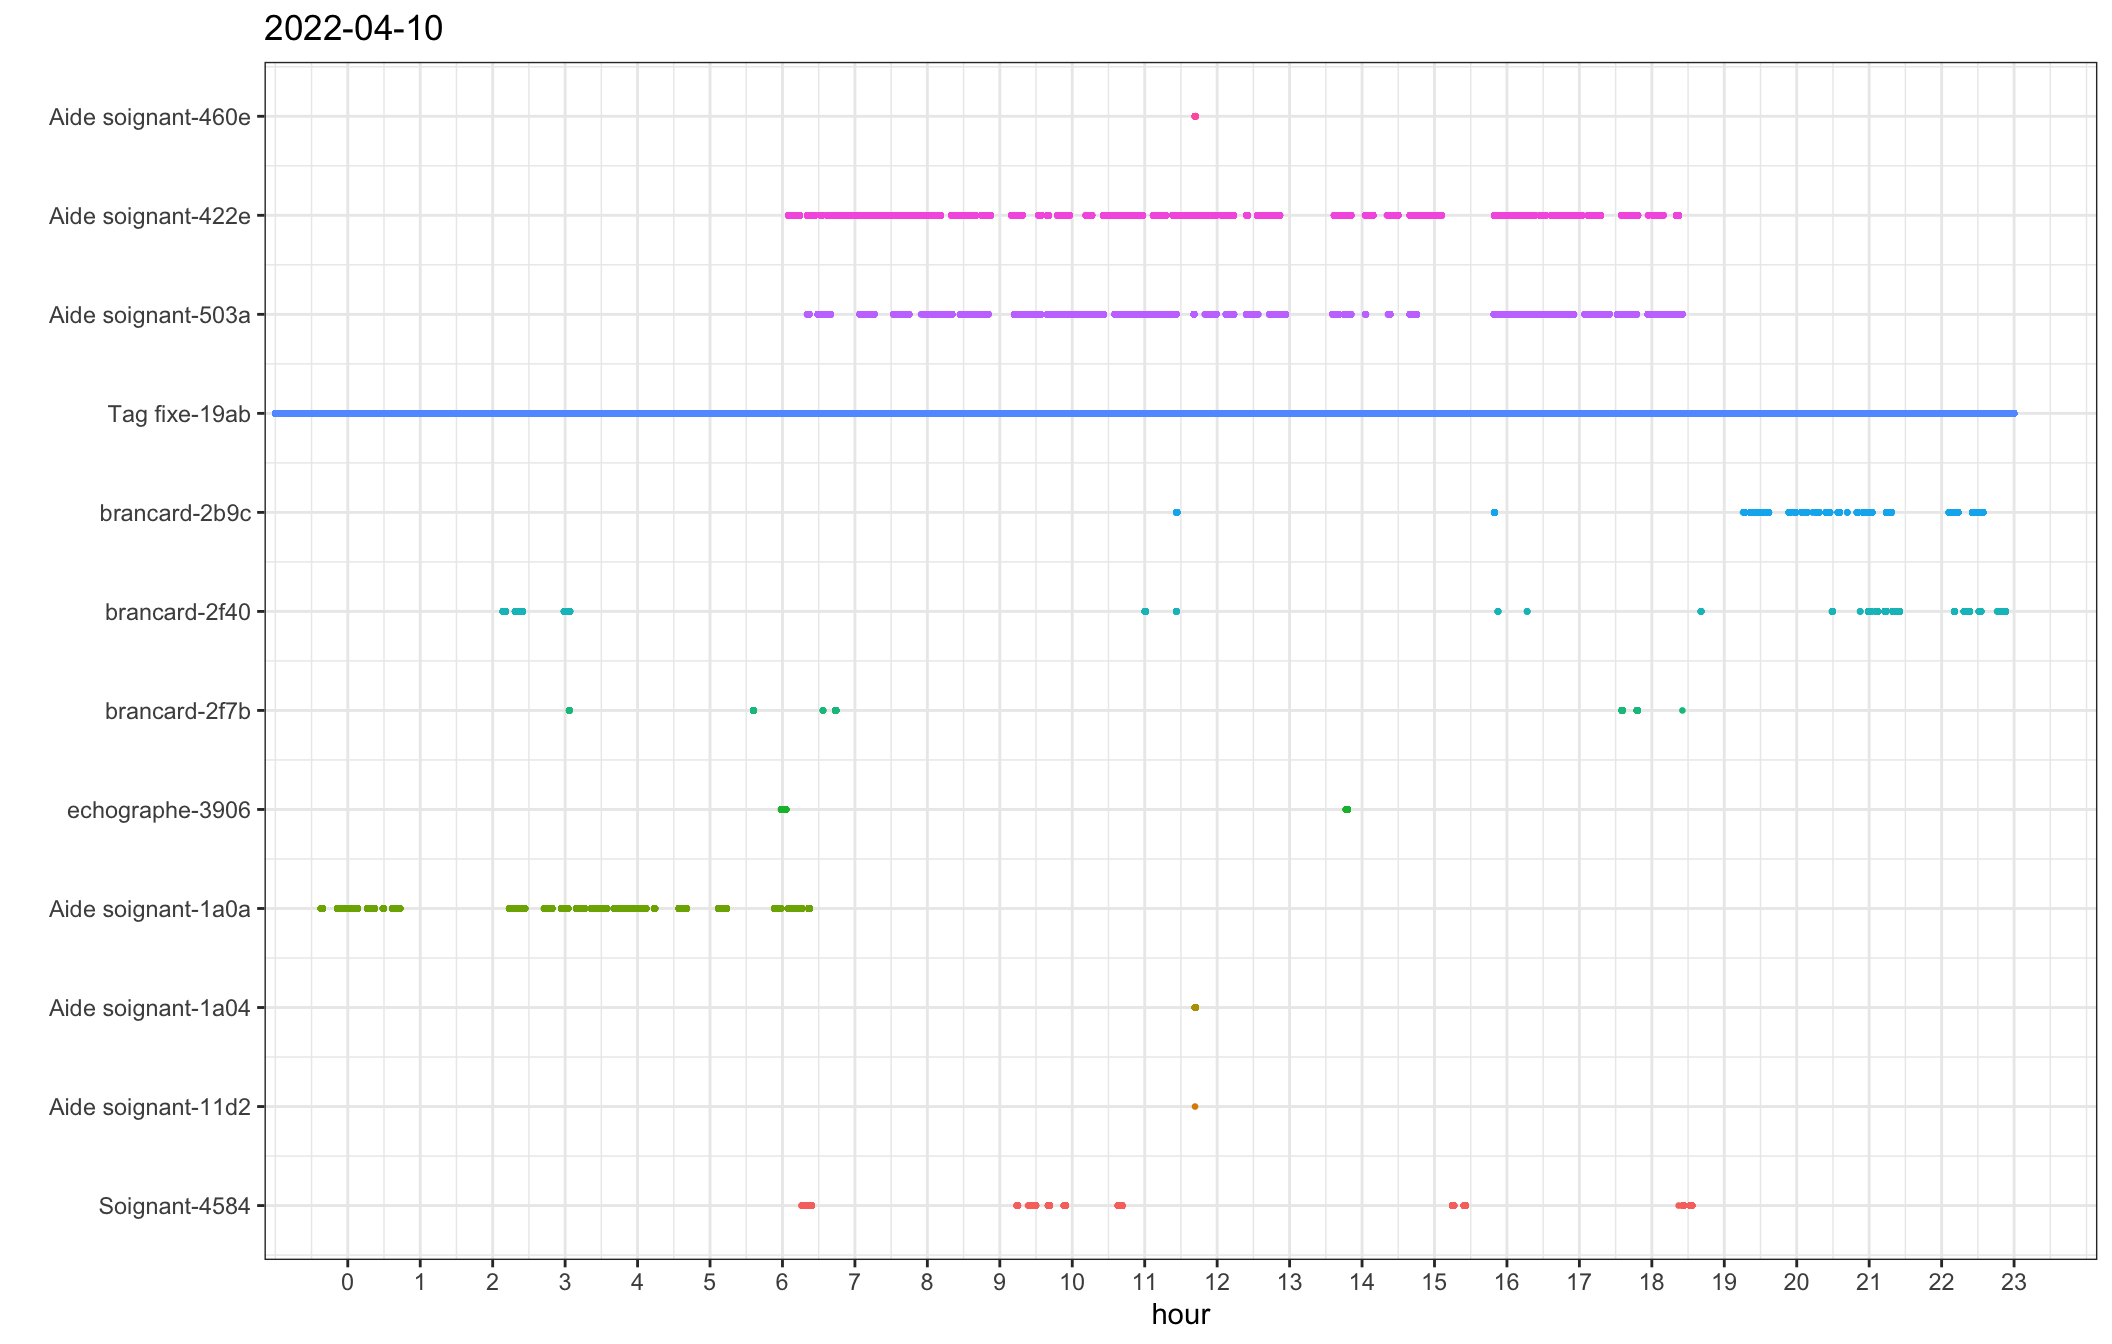 2022-04-10
Aide soignant-460e
Aide soignant-422e
Aide soignant-503a
Tag fixe-19ab
brancard-2b9c
brancard-2f40
brancard-2f7b
echographe-3906
Aide soignant-1a0a
Aide soignant-1a04
Aide soignant-11d2
Soignant-4584
0 1 2 3 4 5 6 7 8 9 10 11 12 13 14 15 16 17 18 19 20 21 22 23
hour